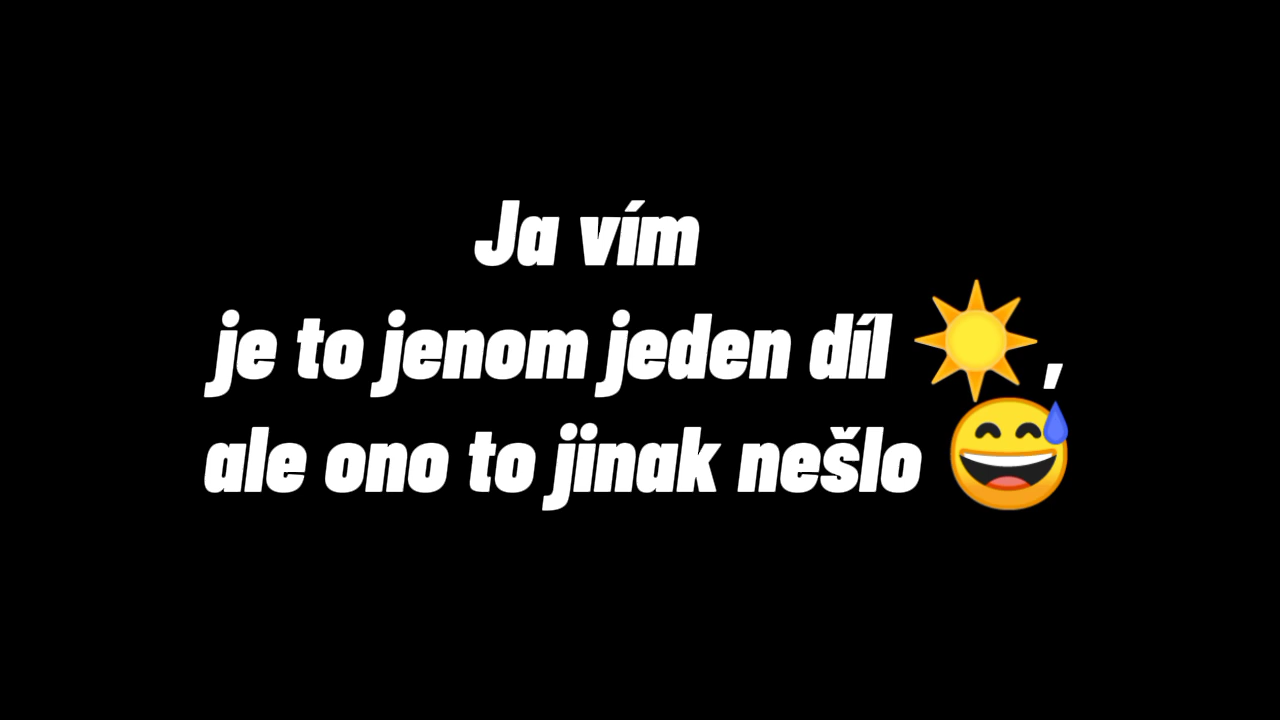 Ja vím
je to jenom jeden díl ☀️,
ale ono to jinak nešlo 😅